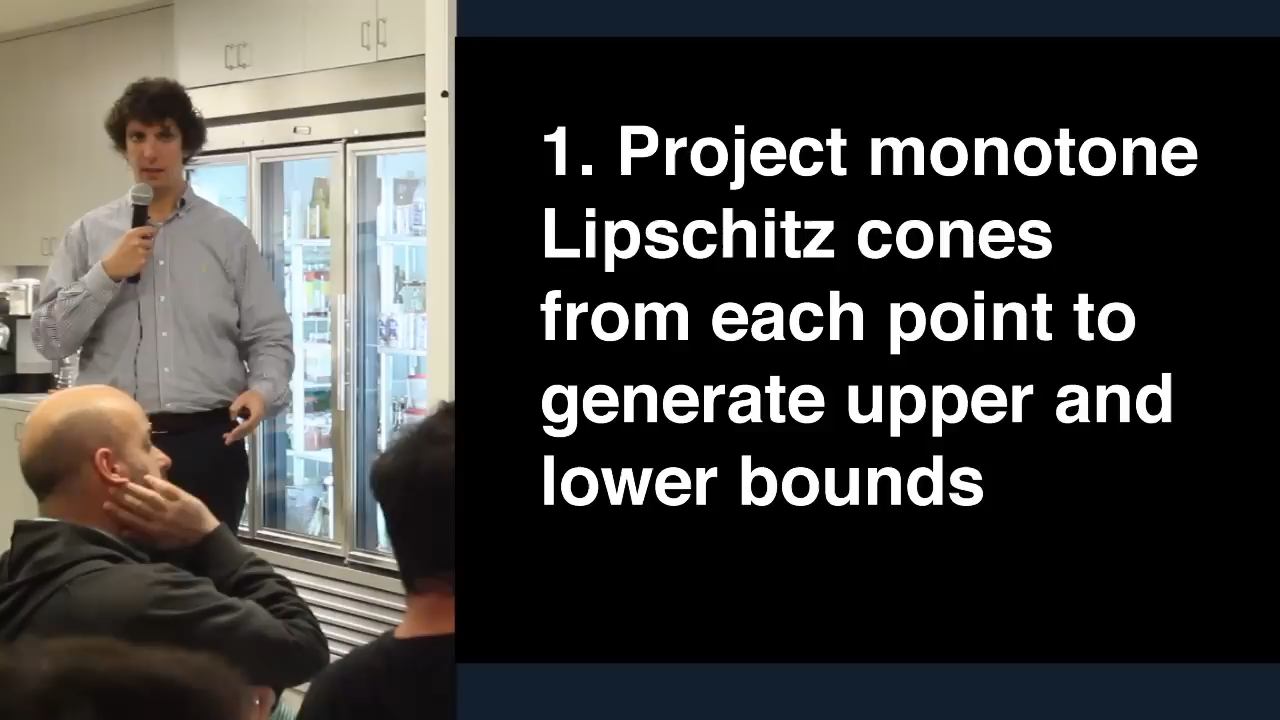 1. Project monotone
Lipschitz cones
from each point to
generate upper and
lower bounds